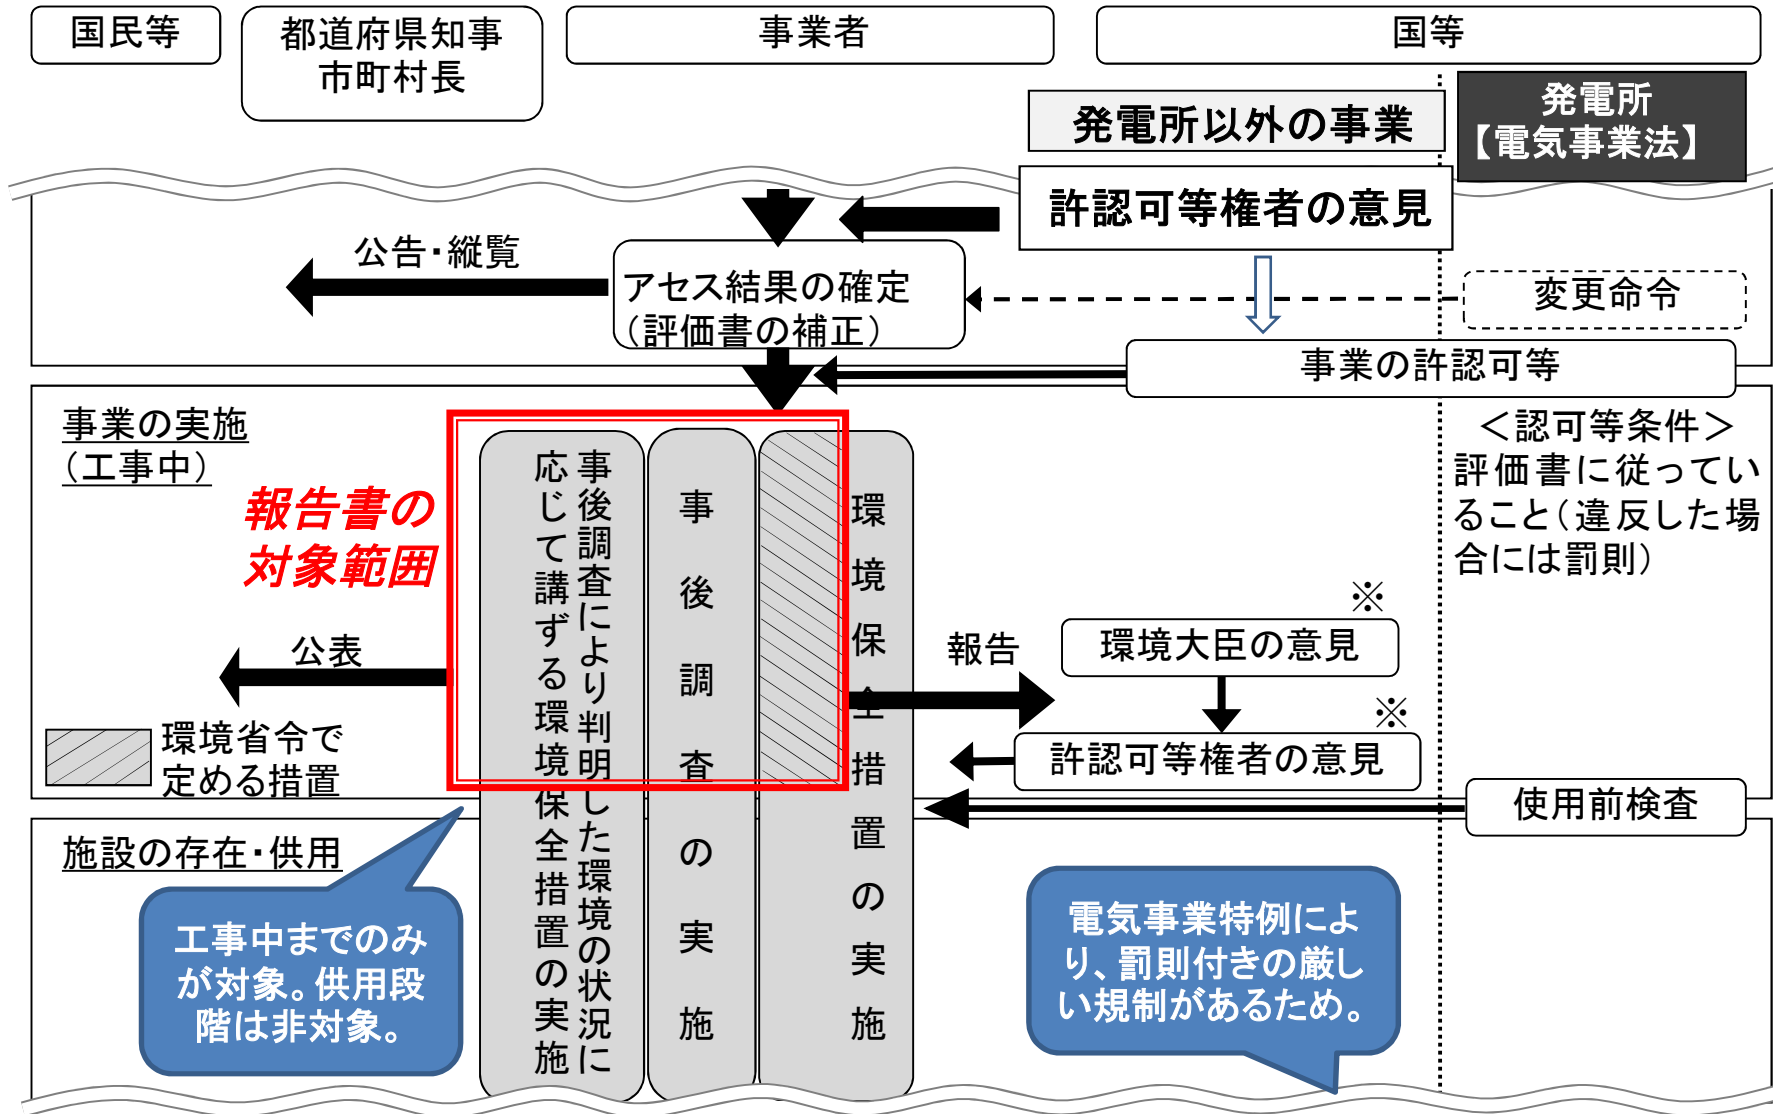 国民等
都道府県知事
市町村長
事業者
国等
発電所以外の事業
発電所
【電気事業法】
許認可等権者の意見
公告・縦覧
アセス結果の確定
（評価書の補正）
変更命令
事業の許認可等
事業の実施
（工事中）
報告書の
対象範囲
事後調査により判明した環境の状況に
応じて講ずる環境保全措置の実施
事後調査の実施
環境保全措置の実施
＜認可等条件＞
評価書に従ってい
ること（違反した場
合には罰則）
公表
報告
※
環境大臣の意見
※
許認可等権者の意見
環境省令で
定める措置
使用前検査
施設の存在・供用
工事中までのみ
が対象。供用段
階は非対象。
電気事業特例によ
り、罰則付きの厳し
い規制があるため。